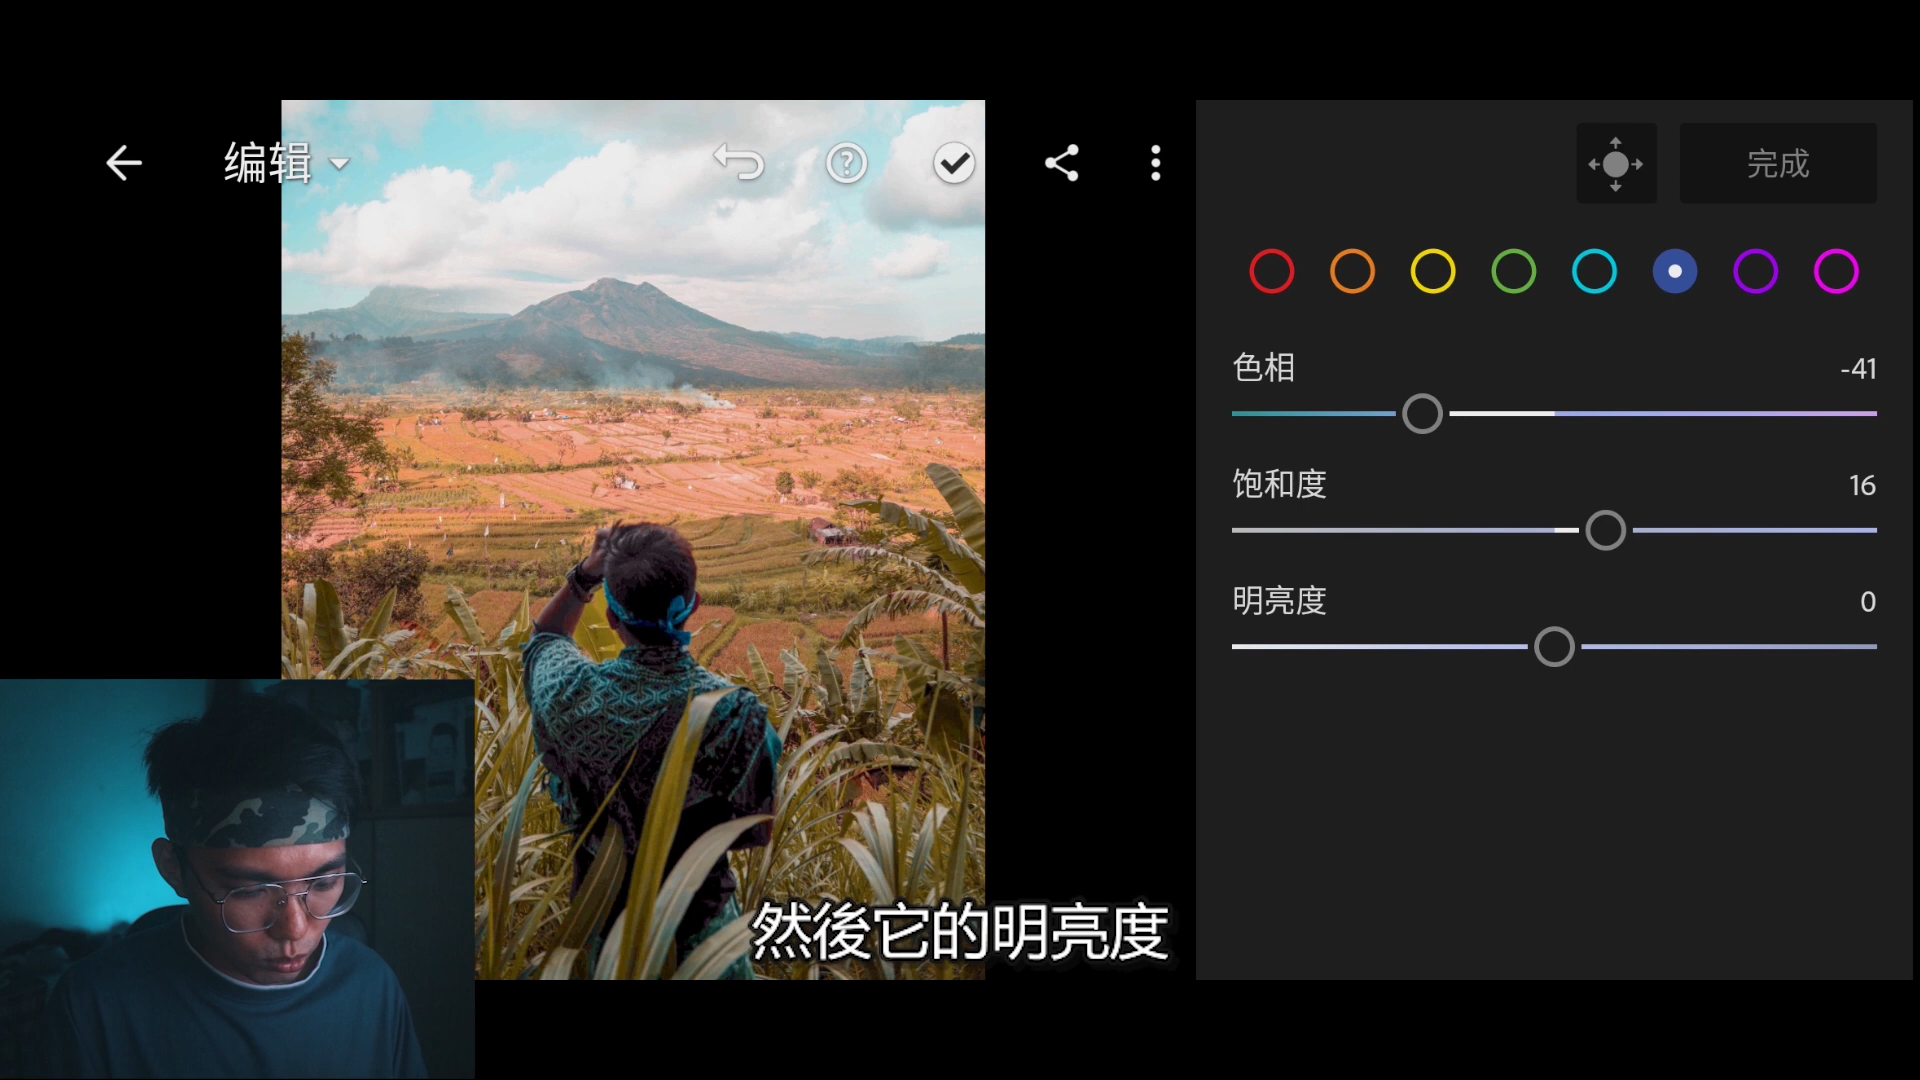 编辑
完成
色相 -41
饱和度 16
明亮度 0
然後它的明亮度